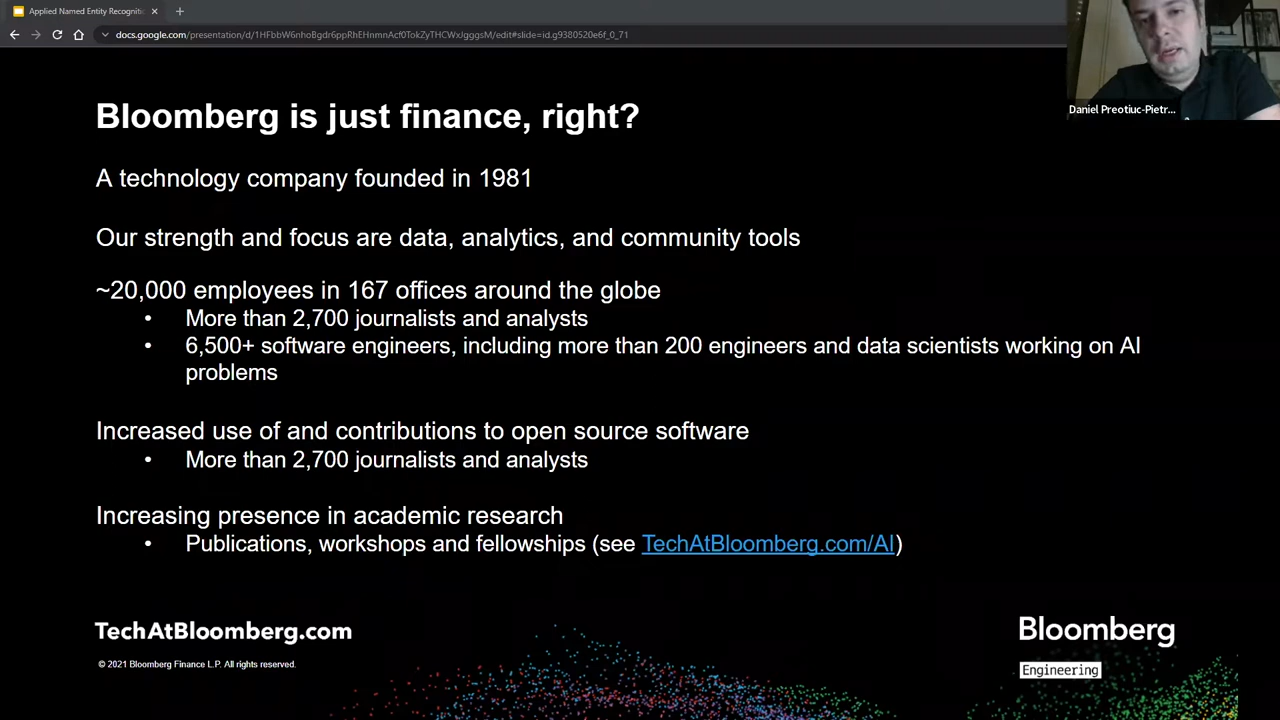 Applied Named Entity Recogniti
docs.google.com/presentation/d/1HFbbW6nhoBgdr6ppRhEHnmnAcf0TokZyTHCWxJgggsM/edit#slide=id.g9380520e6f_0_71
Daniel Preotiuc-Pietr...
Bloomberg is just finance, right?
A technology company founded in 1981
Our strength and focus are data, analytics, and community tools
~20,000 employees in 167 offices around the globe
• More than 2,700 journalists and analysts
• 6,500+ software engineers, including more than 200 engineers and data scientists working on AI
problems
Increased use of and contributions to open source software
• More than 2,700 journalists and analysts
Increasing presence in academic research
• Publications, workshops and fellowships (see TechAtBloomberg.com/AI)
TechAtBloomberg.com
© 2021 Bloomberg Finance L.P. All rights reserved.
Bloomberg
Engineering